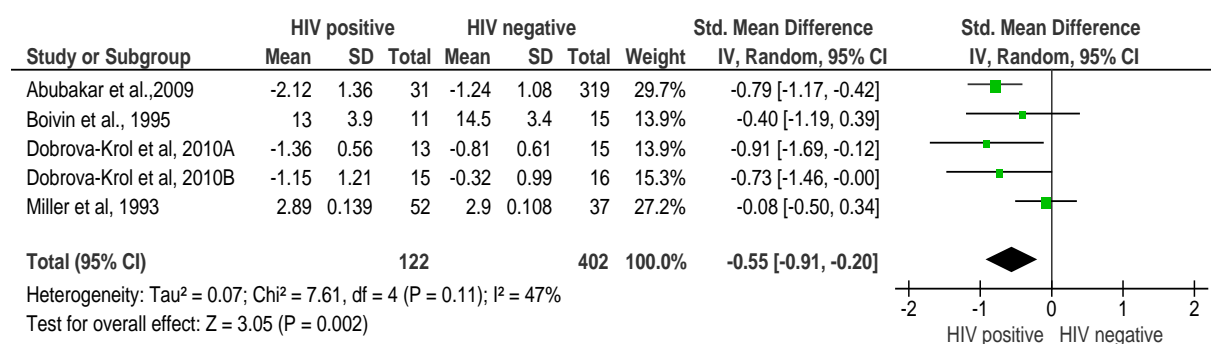 HIV positive HIV negative Std. Mean Difference Std. Mean Difference
Study or Subgroup Mean SD Total Mean SD Total Weight IV, Random, 95% CI IV, Random, 95% CI
Abubakar et al.,2009 -2.12 1.36 31 -1.24 1.08 319 29.7% -0.79 [-1.17, -0.42]
Boivin et al., 1995 13 3.9 11 14.5 3.4 15 13.9% -0.40 [-1.19, 0.39]
Dobrova-Krol et al, 2010A -1.36 0.56 13 -0.81 0.61 15 13.9% -0.91 [-1.69, -0.12]
Dobrova-Krol et al, 2010B -1.15 1.21 15 -0.32 0.99 16 15.3% -0.73 [-1.46, -0.00]
Miller et al, 1993 2.89 0.139 52 2.9 0.108 37 27.2% -0.08 [-0.50, 0.34]
Total (95% CI) 122 402 100.0% -0.55 [-0.91, -0.20]
Heterogeneity: Tau² = 0.07; Chi² = 7.61, df = 4 (P = 0.11); I² = 47%
Test for overall effect: Z = 3.05 (P = 0.002)
-2 -1 0 1 2
HIV positive HIV negative